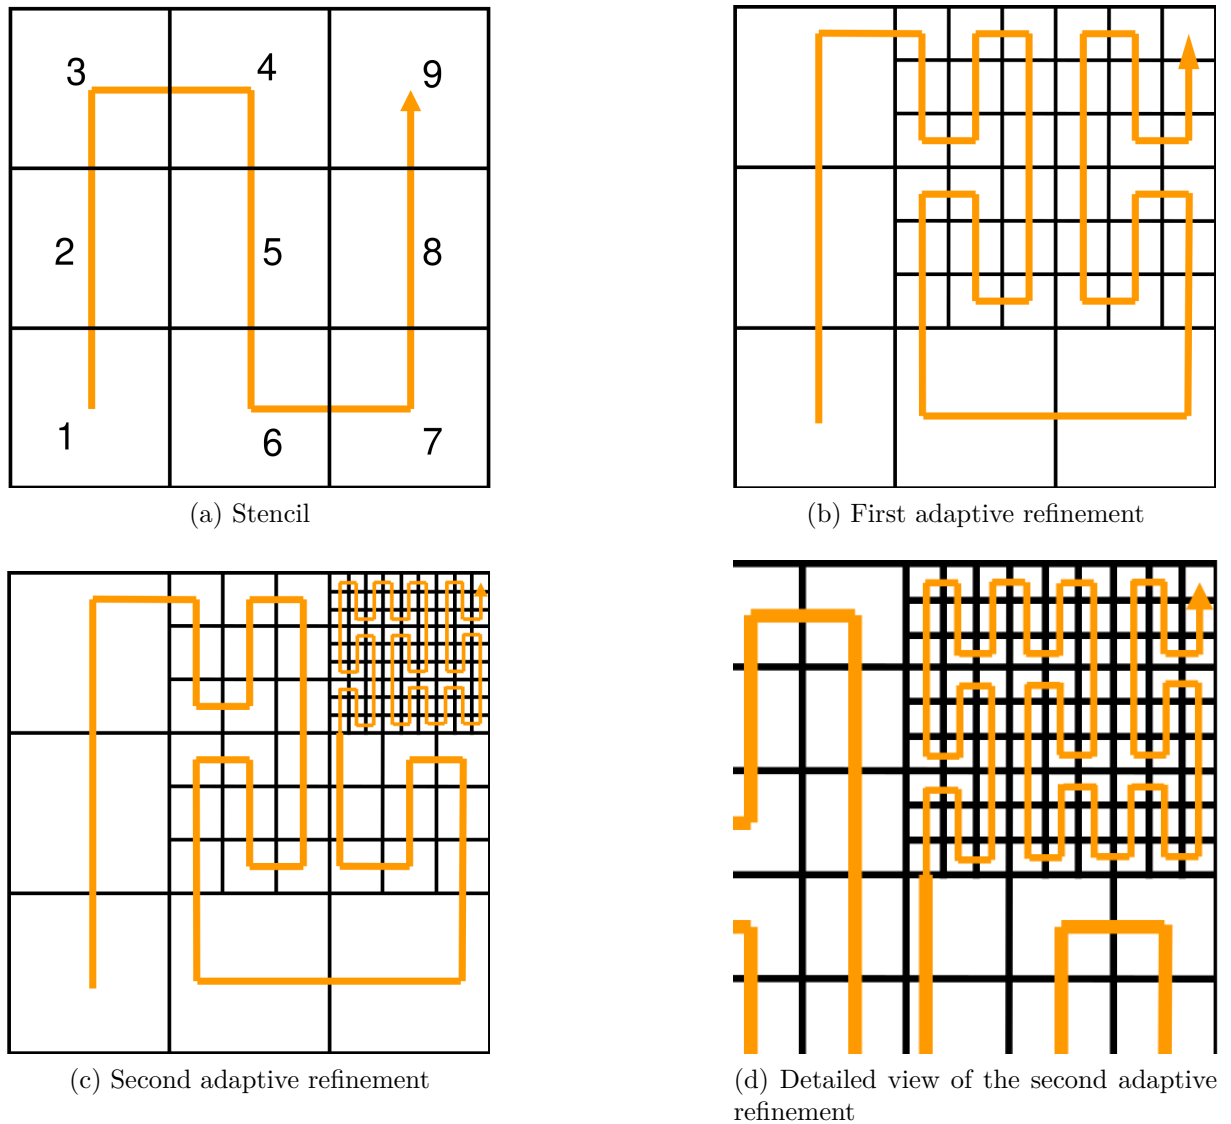 3 4 9
2 5 8
1 6 7
(a) Stencil
(b) First adaptive refinement
(c) Second adaptive refinement
(d) Detailed view of the second adaptive
refinement